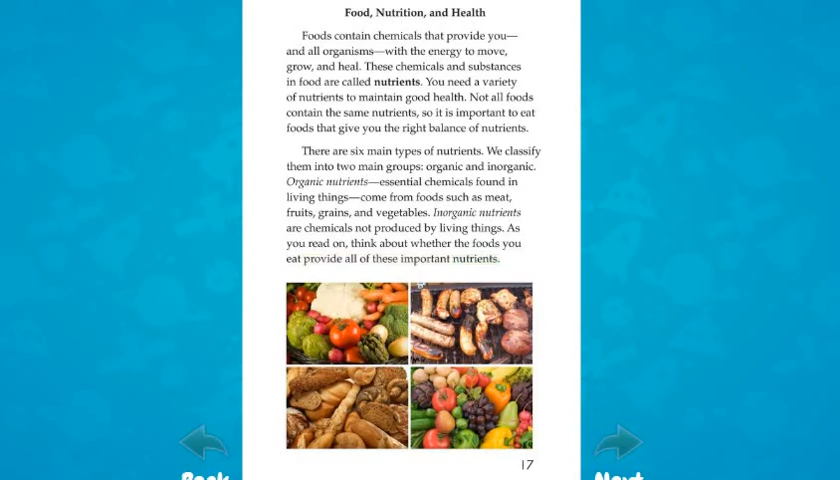 Food, Nutrition, and Health
Foods contain chemicals that provide you—
and all organisms—with the energy to move,
grow, and heal. These chemicals and substances
in food are called nutrients. You need a variety
of nutrients to maintain good health. Not all foods
contain the same nutrients, so it is important to eat
foods that give you the right balance of nutrients.
There are six main types of nutrients. We classify
them into two main groups: organic and inorganic.
Organic nutrients—essential chemicals found in
living things—come from foods such as meat,
fruits, grains, and vegetables. Inorganic nutrients
are chemicals not produced by living things. As
you read on, think about whether the foods you
eat provide all of these important nutrients.
17
Back
Next